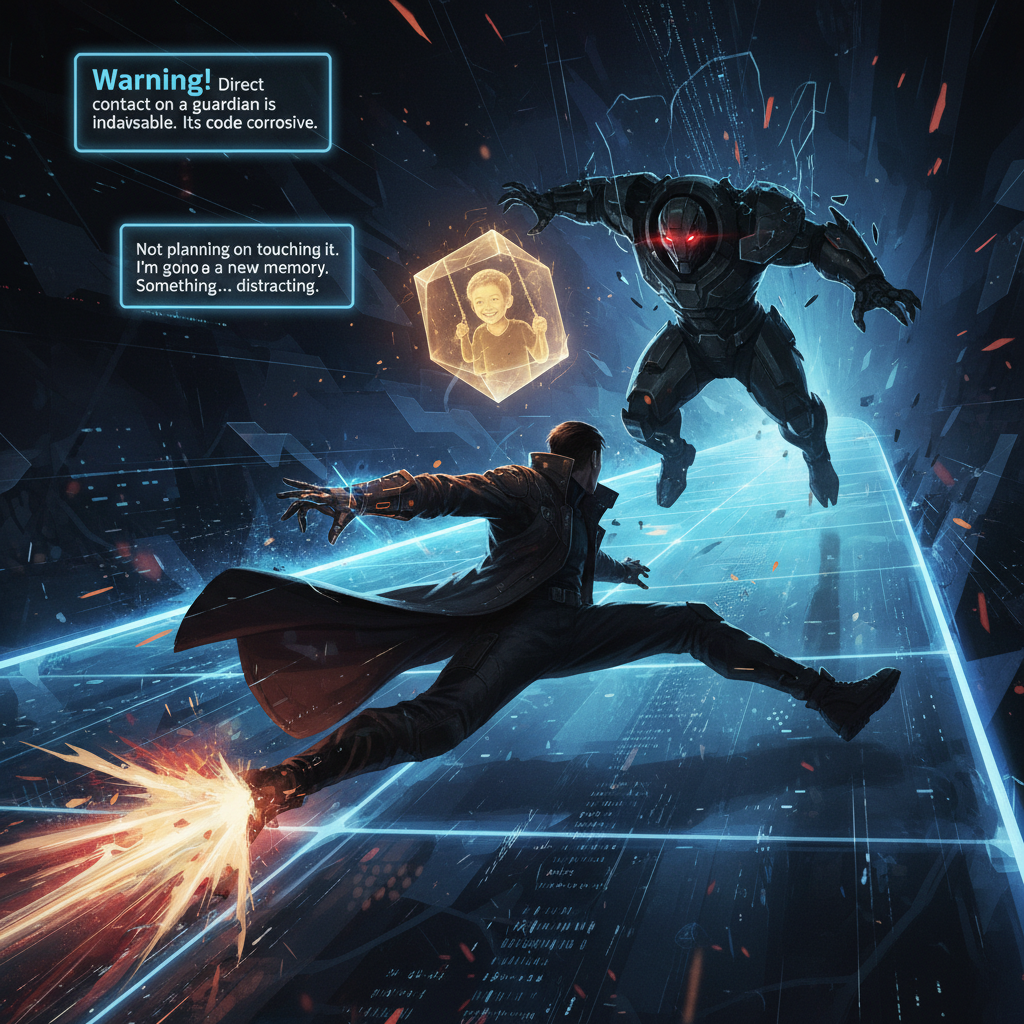 Warning! Direct
contact on a guardian is
indavsable. Its code corrosive.
Not planning on touching it.
I'm gono a a new memory.
Something... distracting.